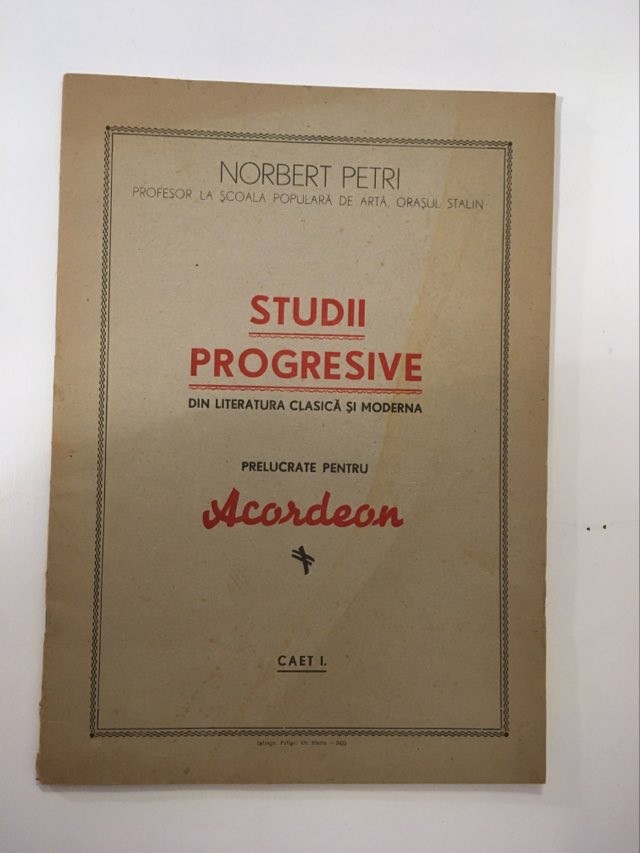 NORBERT PETRI
PROFESOR LA ȘCOALA POPULARĂ DE ARTĂ, ORAȘUL STALIN
STUDII
PROGRESIVE
DIN LITERATURA CLASICĂ ȘI MODERNA
PRELUCRATE PENTRU
Acordeon
CAET I.